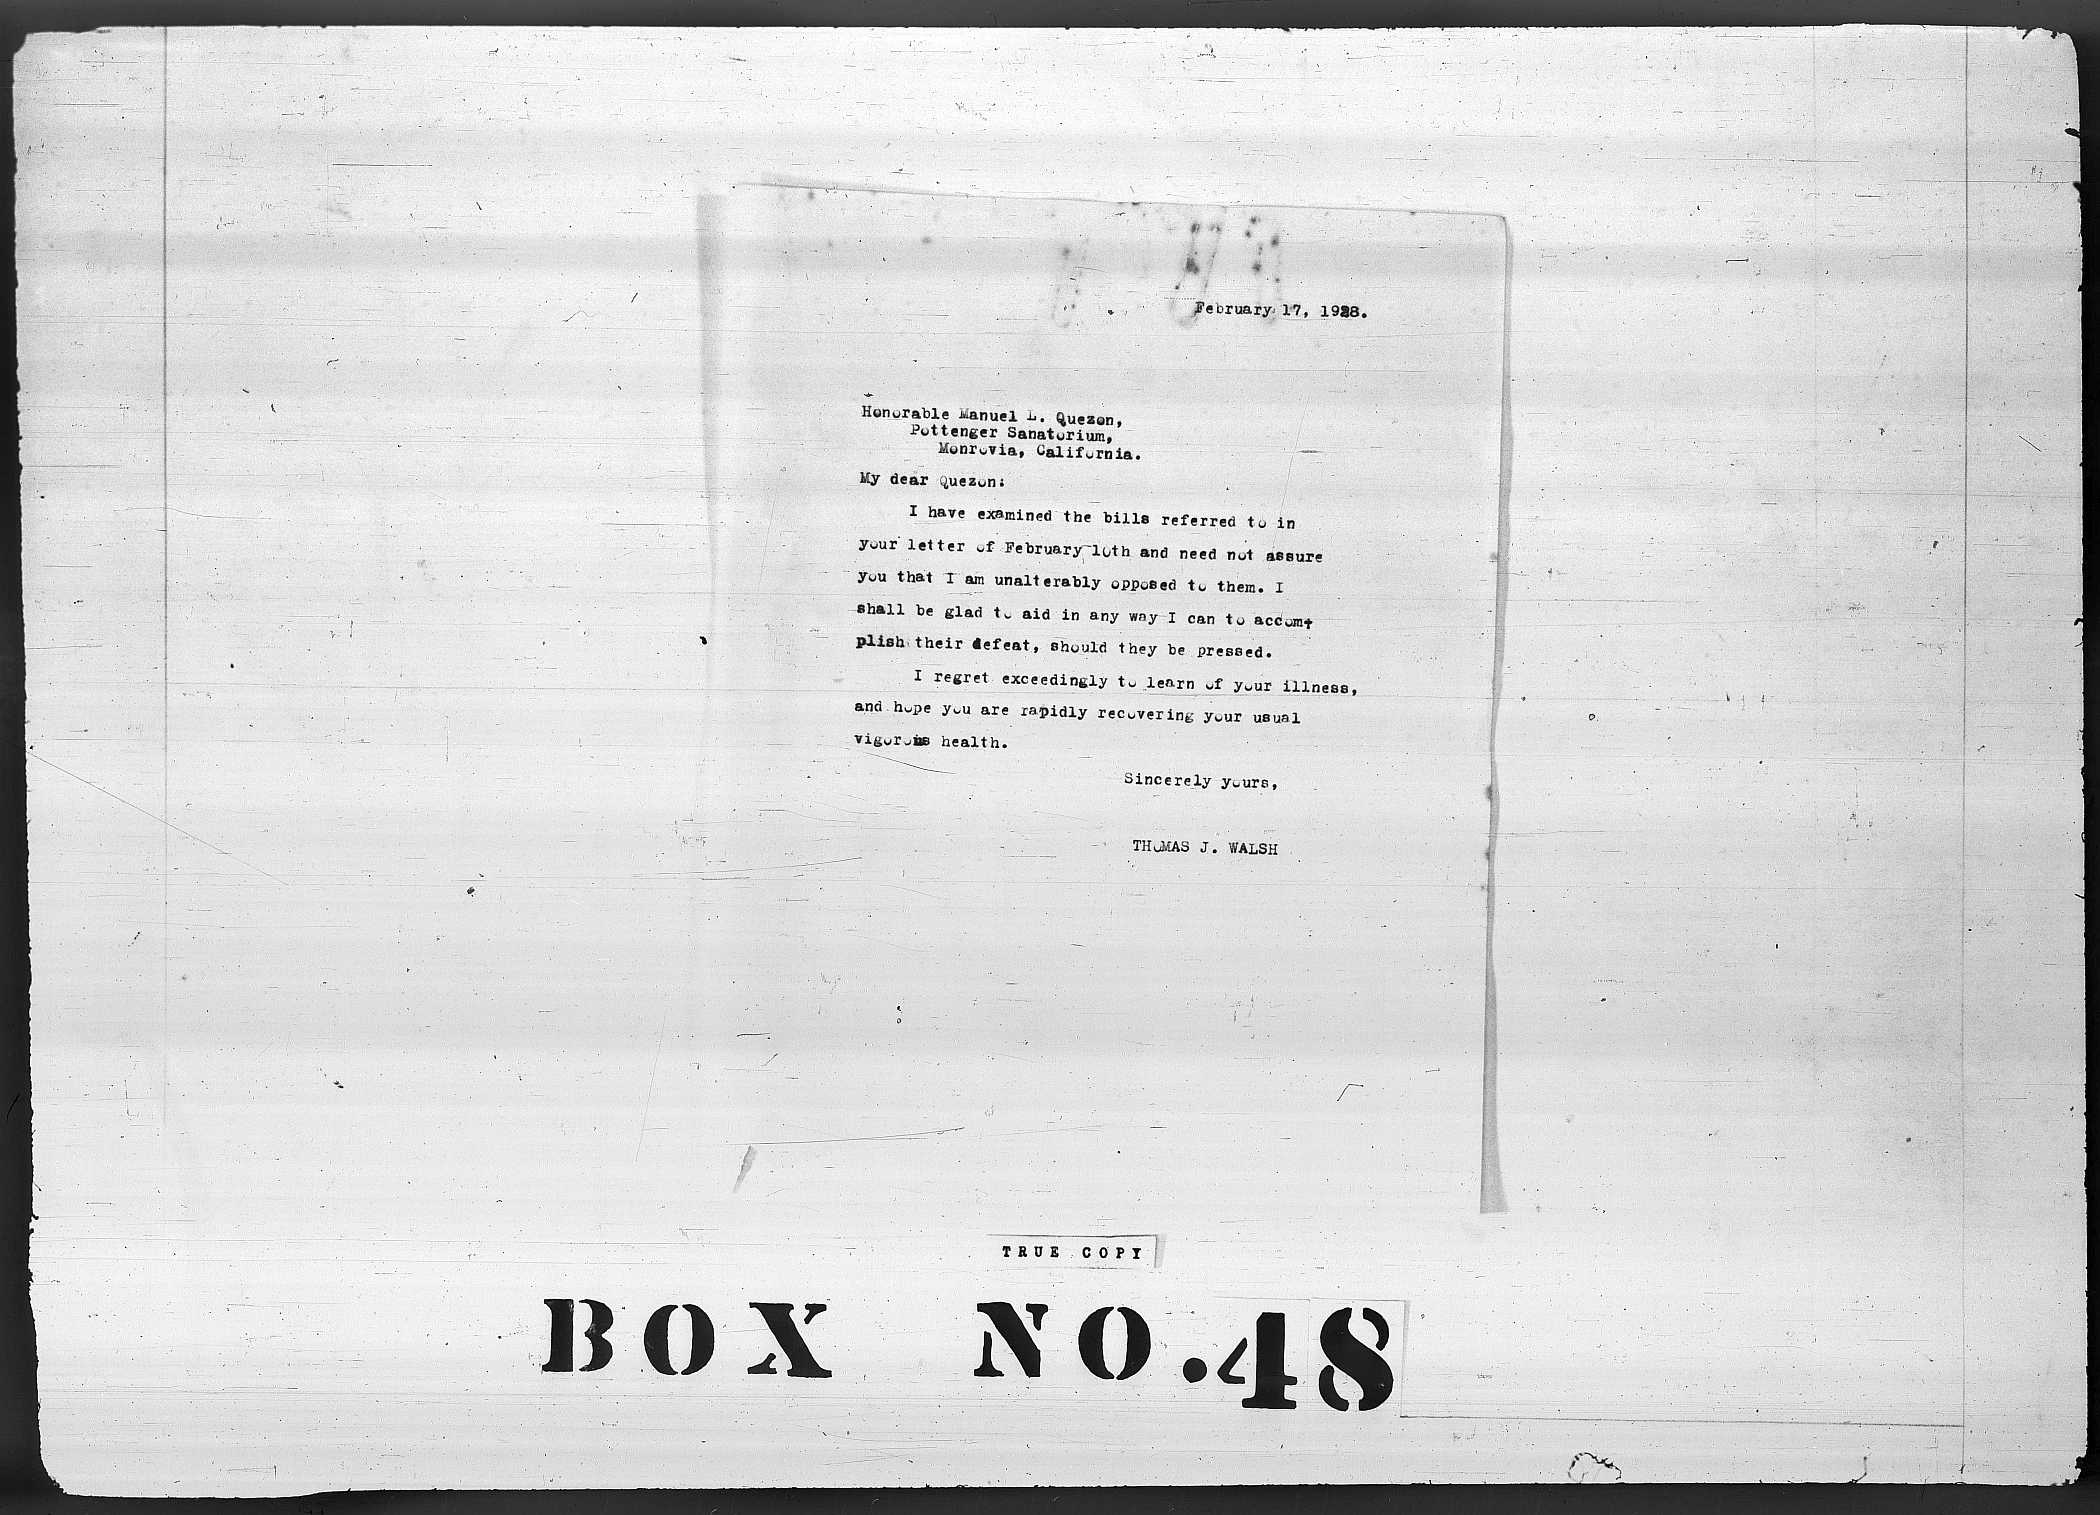 February 17, 1928.
Honorable Manuel L. Quezon,
Pottenger Sanatorium,
Monrovia, California.
My dear Quezon:
I have examined the bills referred to in
your letter of February 10th and need not assure
you that I am unalterably opposed to them. I
shall be glad to aid in any way I can to accom-
plish their defeat, should they be pressed.
I regret exceedingly to learn of your illness,
and hope you are rapidly recovering your usual
vigorous health.
Sincerely yours,
THOMAS J. WALSH
TRUE COPY
BOX NO.48